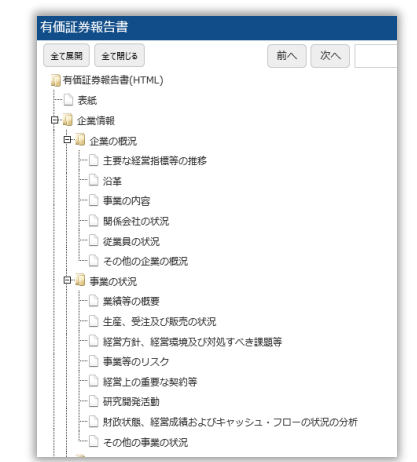 有価証券報告書
全て展開 全て閉じる 前へ 次へ
有価証券報告書(HTML)
表紙
企業情報
企業の概況
主要な経営指標等の推移
沿革
事業の内容
関係会社の状況
従業員の状況
その他の企業の概況
事業の状況
業績等の概要
生産、受注及び販売の状況
経営方針、経営環境及び対処すべき課題等
事業等のリスク
経営上の重要な契約等
研究開発活動
財政状態、経営成績およびキャッシュ・フローの状況の分析
その他の事業の状況